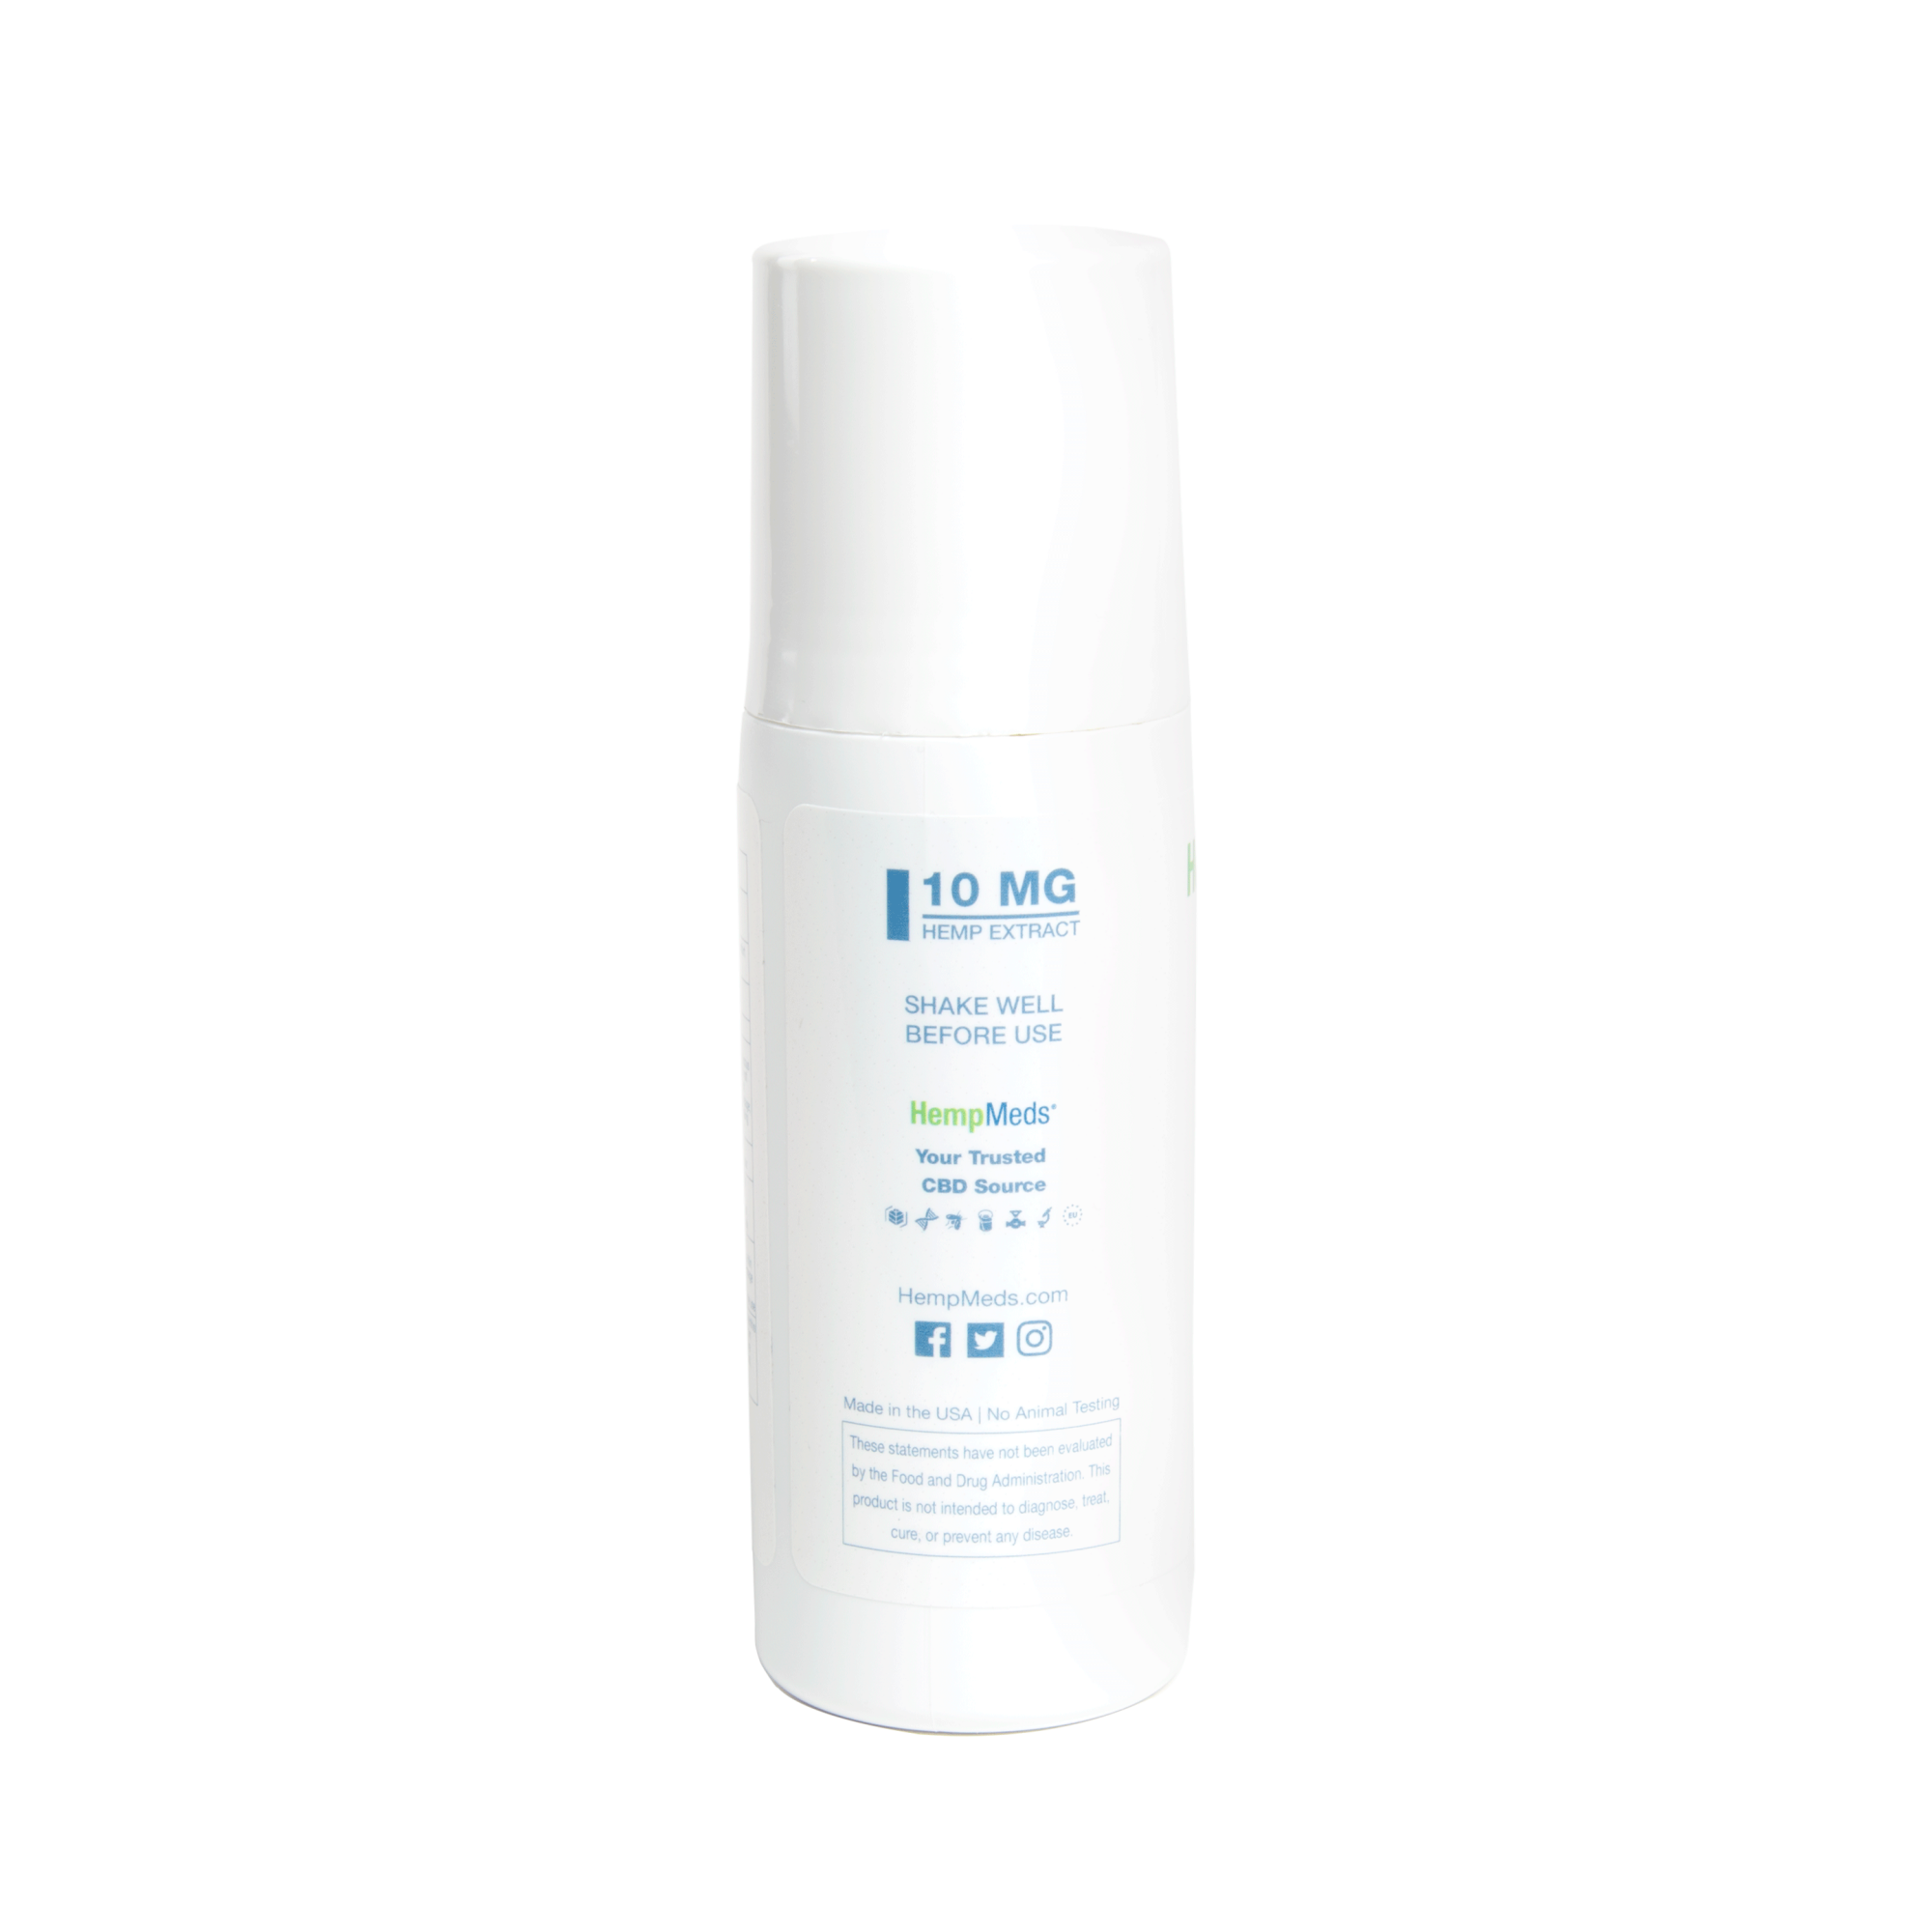 10 MG
HEMP EXTRACT
SHAKE WELL
BEFORE USE
HempMeds®
Your Trusted
CBD Source
EU
HempMeds.com
Made in the USA | No Animal Testing
These statements have not been evaluated
by the Food and Drug Administration. This
product is not intended to diagnose, treat,
cure, or prevent any disease.
H